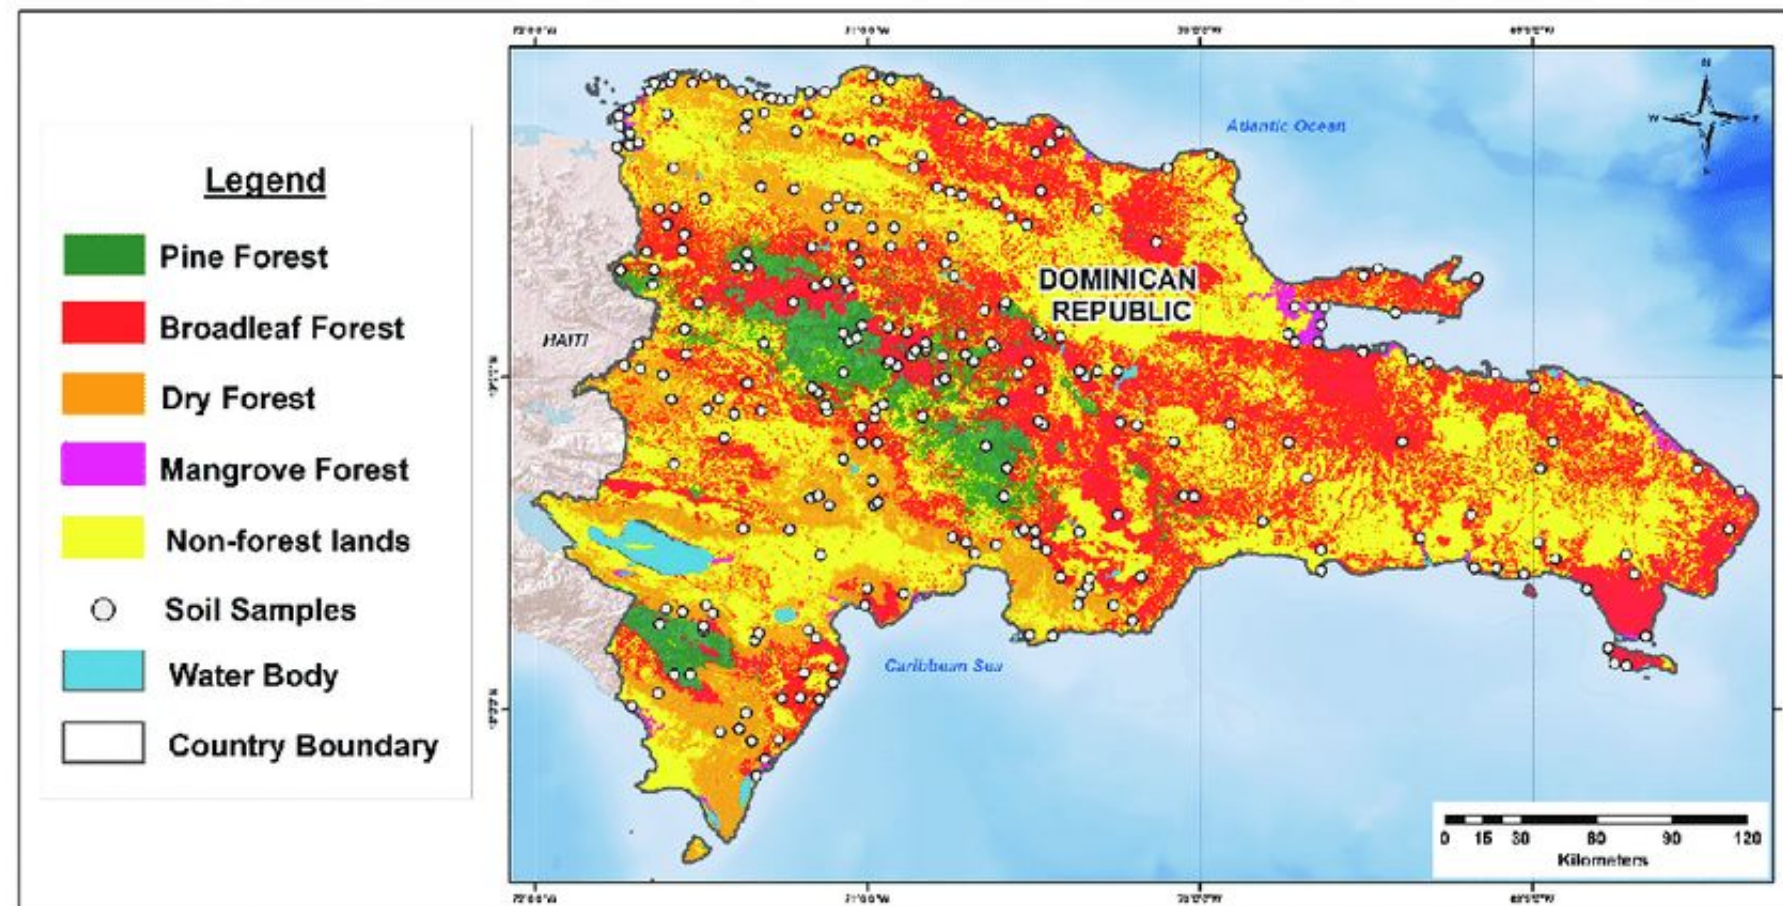 Legend
Pine Forest
Broadleaf Forest
Dry Forest
Mangrove Forest
Non-forest lands
Soil Samples
Water Body
Country Boundary
N
W
Atlantic Ocean
DOMINICAN
REPUBLIC
HAITI
Caribbean Sea
0 15 30 60 90 120
Kilometers